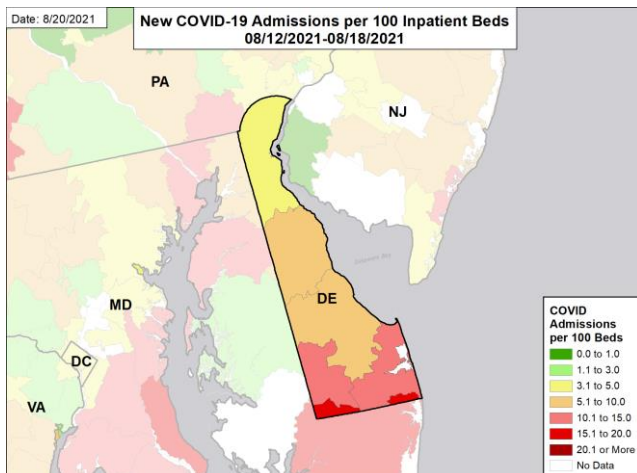 Date: 8/20/2021
New COVID-19 Admissions per 100 Inpatient Beds
08/12/2021-08/18/2021
PA
NJ
MD
DE
DC
VA
COVID
Admissions
per 100 Beds
0.0 to 1.0
1.1 to 3.0
3.1 to 5.0
5.1 to 10.0
10.1 to 15.0
15.1 to 20.0
20.1 or More
No Data